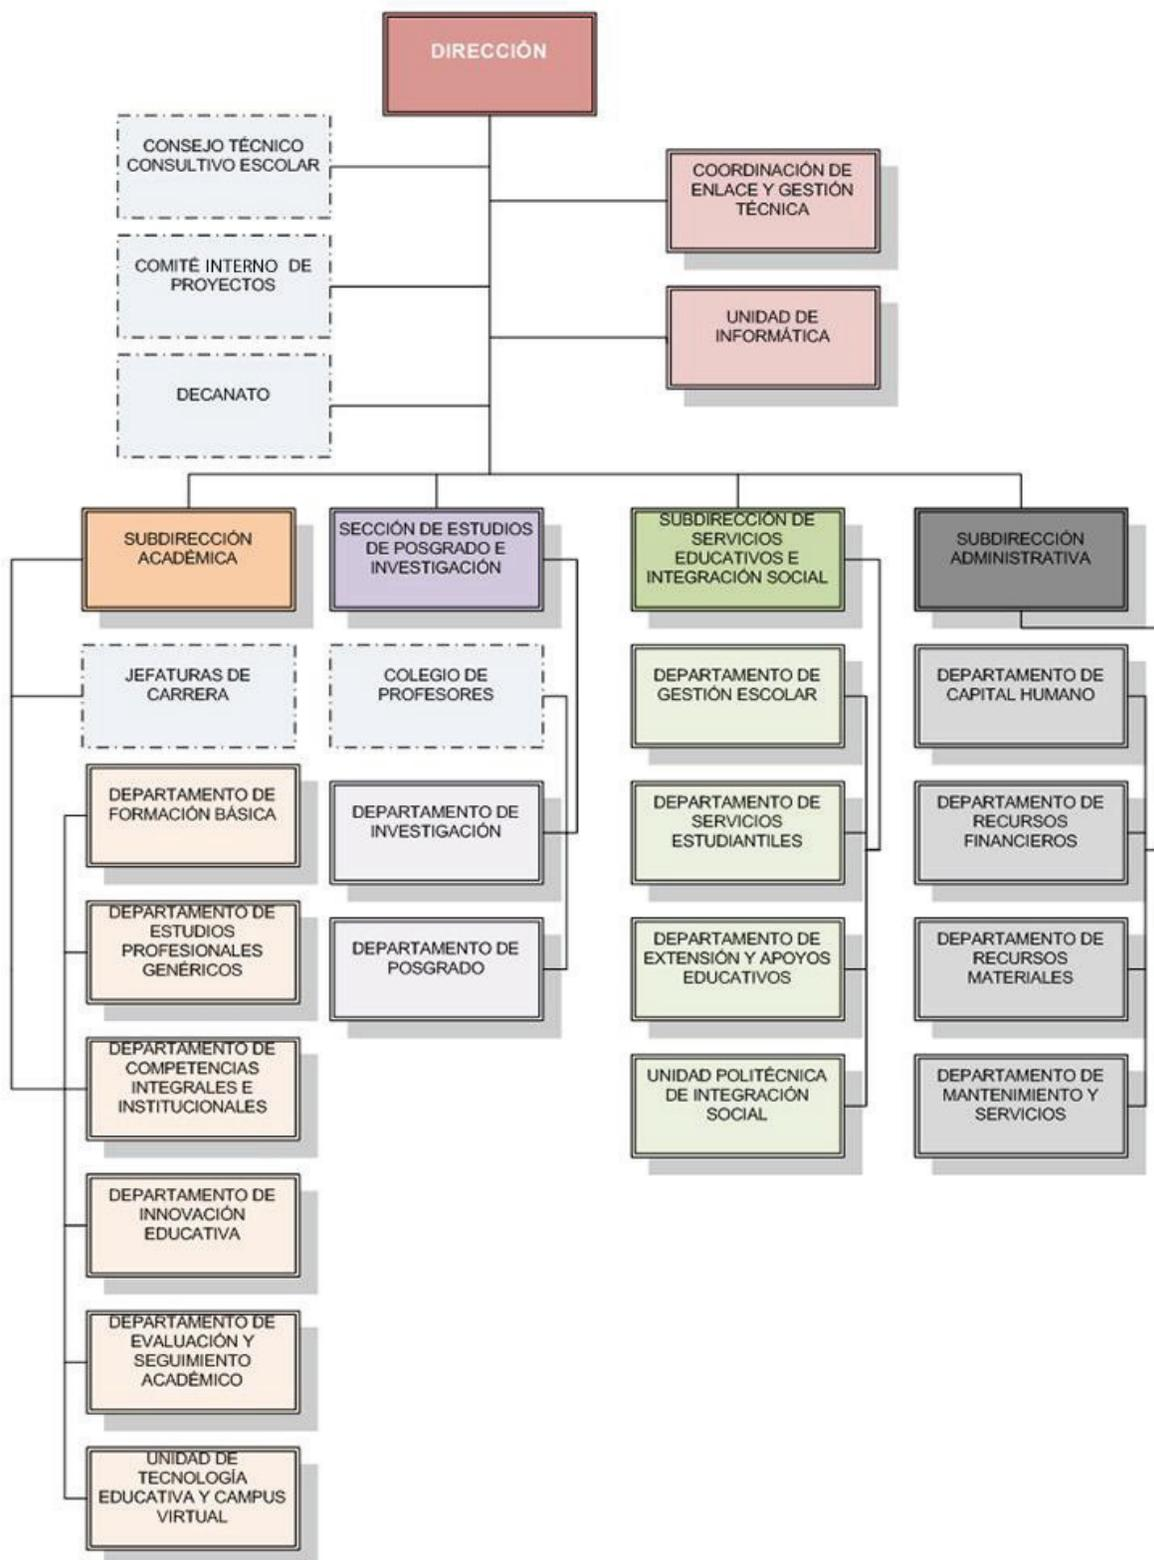 DIRECCIÓN
CONSEJO TÉCNICO
CONSULTIVO ESCOLAR
COORDINACIÓN DE
ENLACE Y GESTIÓN
TÉCNICA
COMITÉ INTERNO DE
PROYECTOS
UNIDAD DE
INFORMÁTICA
DECANATO
SUBDIRECCIÓN
ACADÉMICA
SECCIÓN DE ESTUDIOS
DE POSGRADO E
INVESTIGACIÓN
SUBDIRECCIÓN DE
SERVICIOS
EDUCATIVOS E
INTEGRACIÓN SOCIAL
SUBDIRECCIÓN
ADMINISTRATIVA
JEFATURAS DE
CARRERA
DEPARTAMENTO DE
FORMACIÓN BÁSICA
DEPARTAMENTO DE
ESTUDIOS
PROFESIONALES
GENÉRICOS
DEPARTAMENTO DE
COMPETENCIAS
INTEGRALES E
INSTITUCIONALES
DEPARTAMENTO DE
INNOVACIÓN
EDUCATIVA
DEPARTAMENTO DE
EVALUACIÓN Y
SEGUIMIENTO
ACADÉMICO
UNIDAD DE
TECNOLOGÍA
EDUCATIVA Y CAMPUS
VIRTUAL
COLEGIO DE
PROFESORES
DEPARTAMENTO DE
INVESTIGACIÓN
DEPARTAMENTO DE
POSGRADO
DEPARTAMENTO DE
GESTIÓN ESCOLAR
DEPARTAMENTO DE
SERVICIOS
ESTUDIANTILES
DEPARTAMENTO DE
EXTENSIÓN Y APOYOS
EDUCATIVOS
UNIDAD POLITÉCNICA
DE INTEGRACIÓN
SOCIAL
DEPARTAMENTO DE
CAPITAL HUMANO
DEPARTAMENTO DE
RECURSOS
FINANCIEROS
DEPARTAMENTO DE
RECURSOS
MATERIALES
DEPARTAMENTO DE
MANTENIMIENTO Y
SERVICIOS